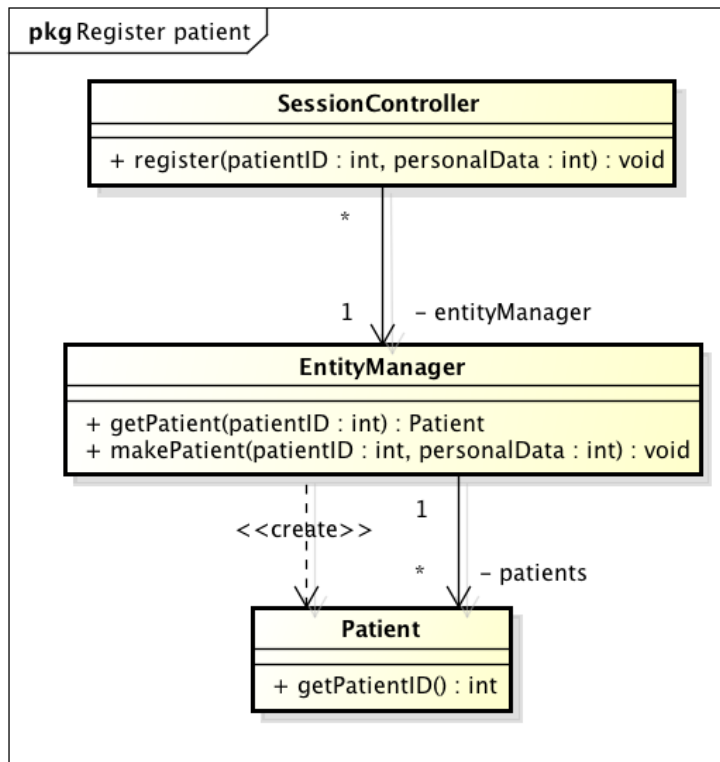 pkg Register patient
SessionController
+ register(patientID : int, personalData : int) : void
*
1 - entityManager
EntityManager
+ getPatient(patientID : int) : Patient
+ makePatient(patientID : int, personalData : int) : void
1
<<create>>
* - patients
Patient
+ getPatientID() : int